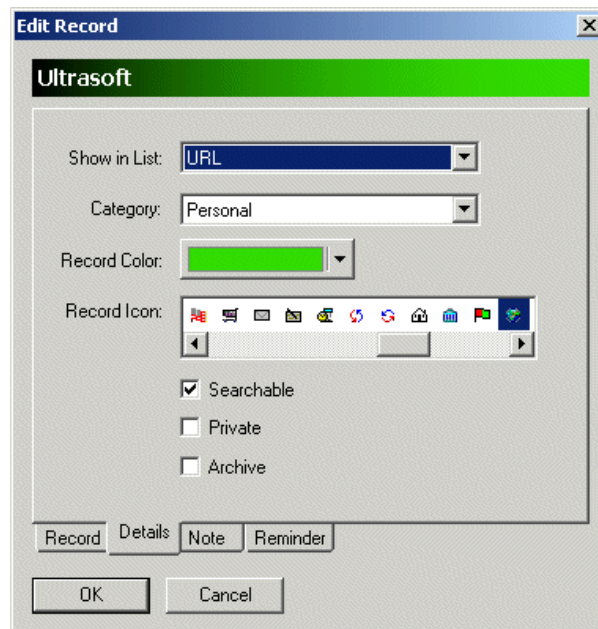 Edit Record
Ultrasoft
Show in List: URL
Category: Personal
Record Color:
Record Icon:
Searchable
Private
Archive
Record Details Note Reminder
OK Cancel